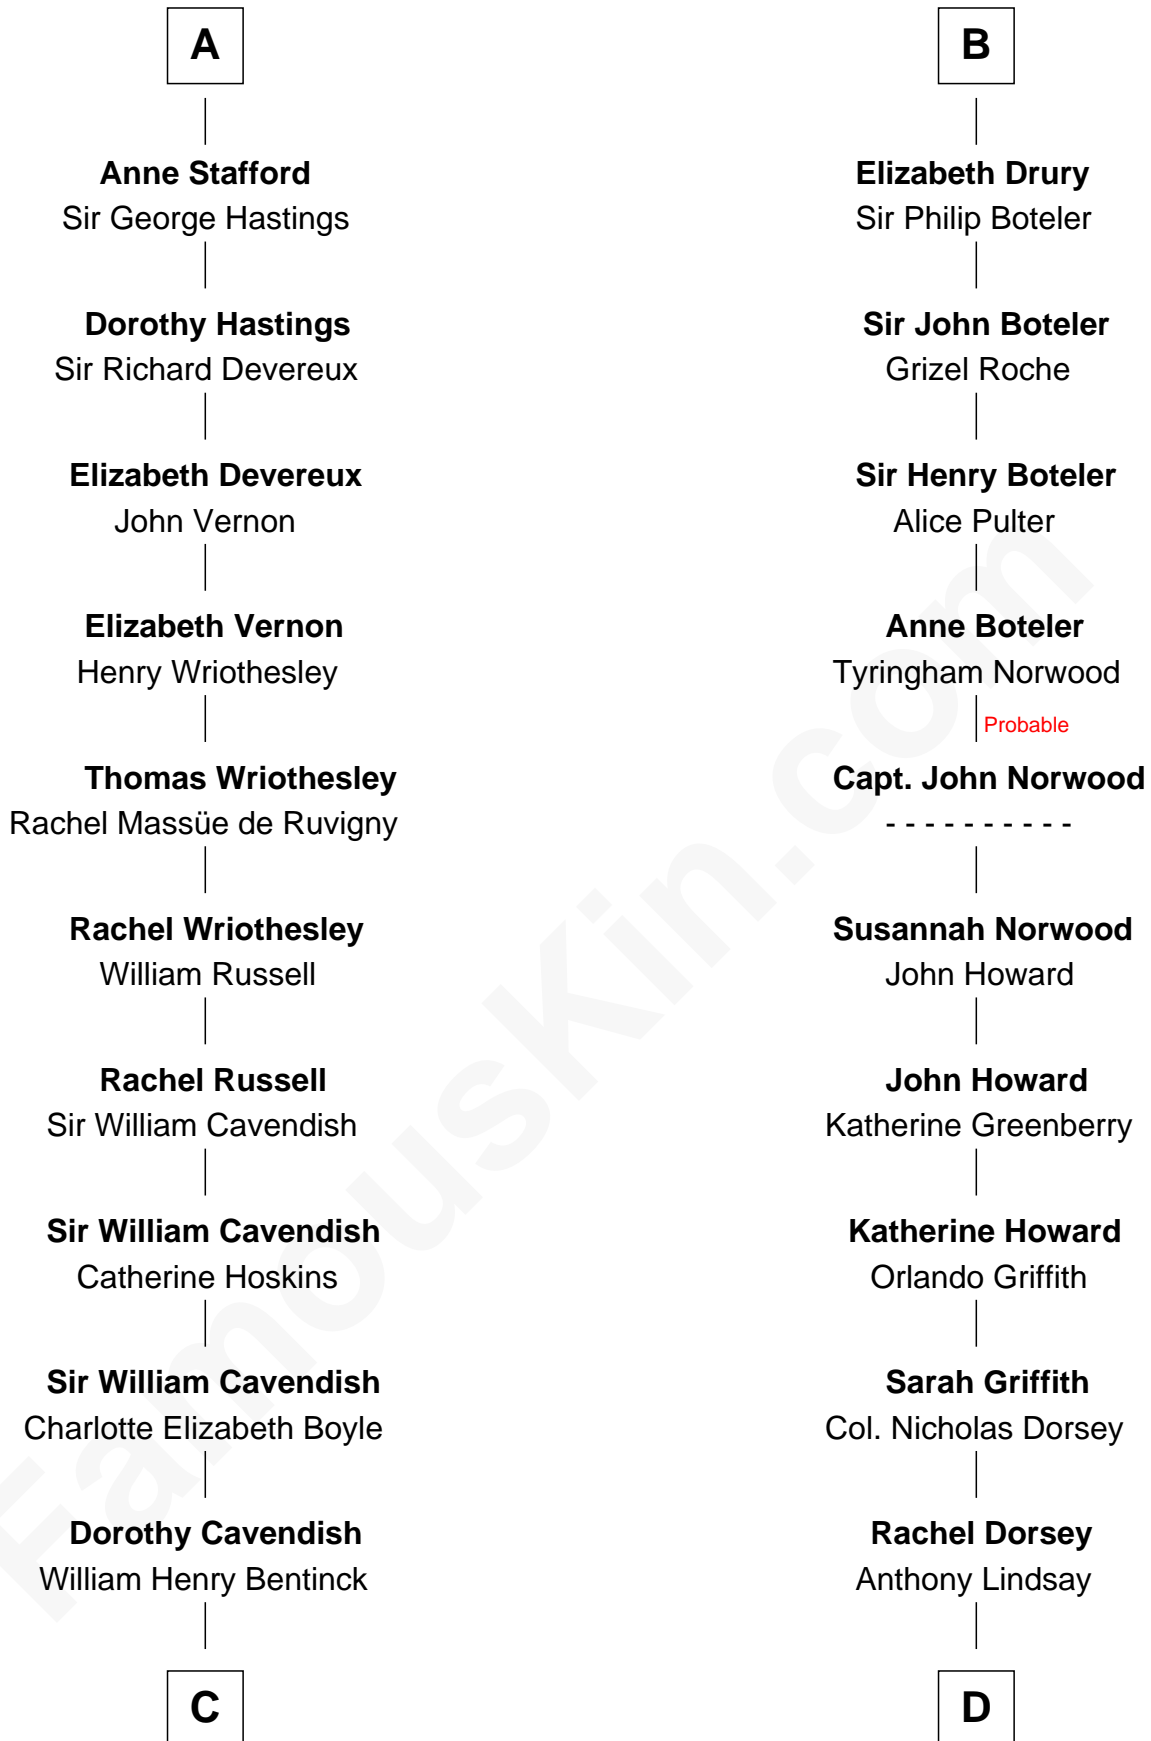 A
Anne Stafford
Sir George Hastings
Dorothy Hastings
Sir Richard Devereux
Elizabeth Devereux
John Vernon
Elizabeth Vernon
Henry Wriothesley
Thomas Wriothesley
Rachel Massüe de Ruvigny
Rachel Wriothesley
William Russell
Rachel Russell
Sir William Cavendish
Sir William Cavendish
Catherine Hoskins
Sir William Cavendish
Charlotte Elizabeth Boyle
Dorothy Cavendish
William Henry Bentinck
C
B
Elizabeth Drury
Sir Philip Boteler
Sir John Boteler
Grizel Roche
Sir Henry Boteler
Alice Pulter
Anne Boteler
Tyringham Norwood
Probable
Capt. John Norwood
- - - - - - - - - -
Susannah Norwood
John Howard
John Howard
Katherine Greenberry
Katherine Howard
Orlando Griffith
Sarah Griffith
Col. Nicholas Dorsey
Rachel Dorsey
Anthony Lindsay
D
FamousKin.com